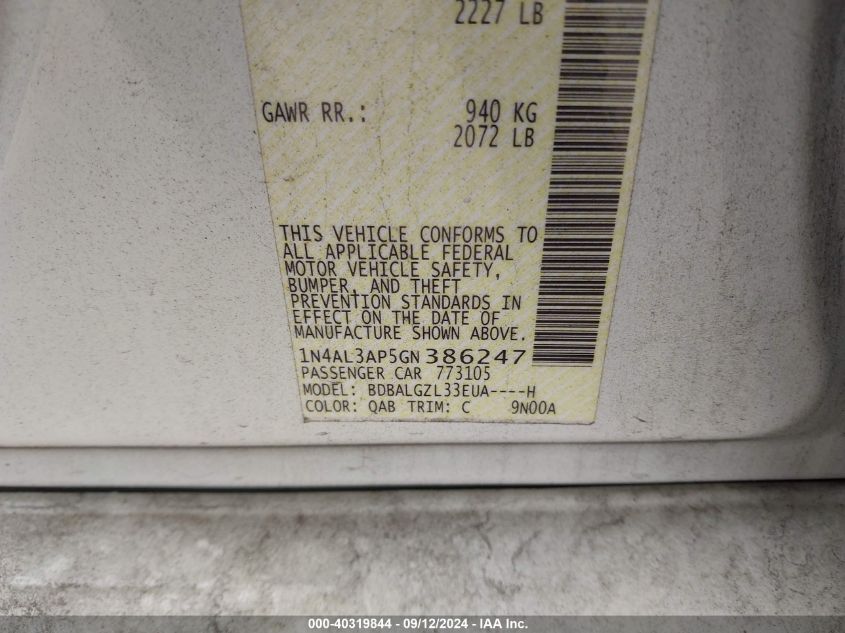 2227 LB
GAWR RR.: 940 KG
2072 LB
THIS VEHICLE CONFORMS TO
ALL APPLICABLE FEDERAL
MOTOR VEHICLE SAFETY,
BUMPER, AND THEFT
PREVENTION STANDARDS IN
EFFECT ON THE DATE OF
MANUFACTURE SHOWN ABOVE.
1N4AL3AP5GN386247
PASSENGER CAR 773105
MODEL: BDBALGZL33EUA----H
COLOR: QAB TRIM: C 9N00A
000-40319844 - 09/12/2024 - IAA Inc.